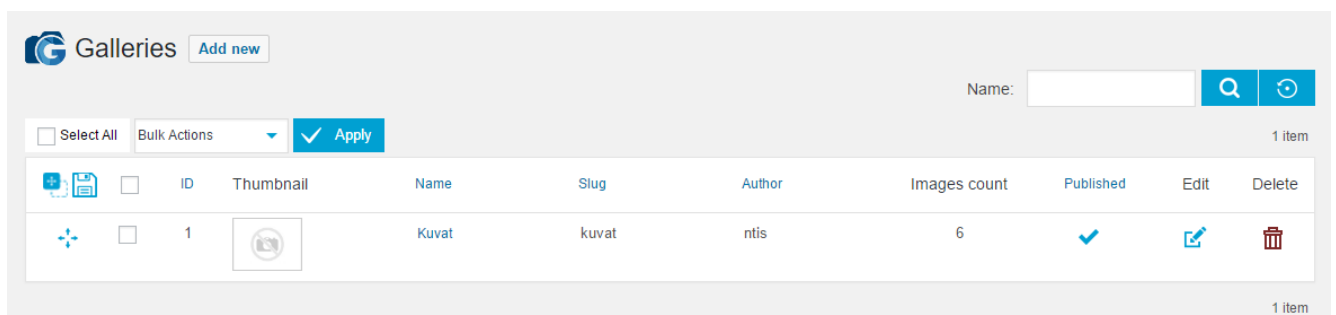 Galleries Add new
Name:
Select All Bulk Actions Apply 1 item
ID Thumbnail Name Slug Author Images count Published Edit Delete
1 Kuvat kuvat ntis 6
1 item